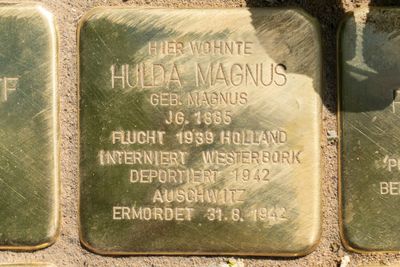 HIER WOHNTE
HULDA MAGNUS
GEB. MAGNUS
JG. 1865
FLUCHT 1939 HOLLAND
INTERNIERT WESTERBORK
DEPORTIERT 1942
AUSCHWITZ
ERMORDET 31.8.1942